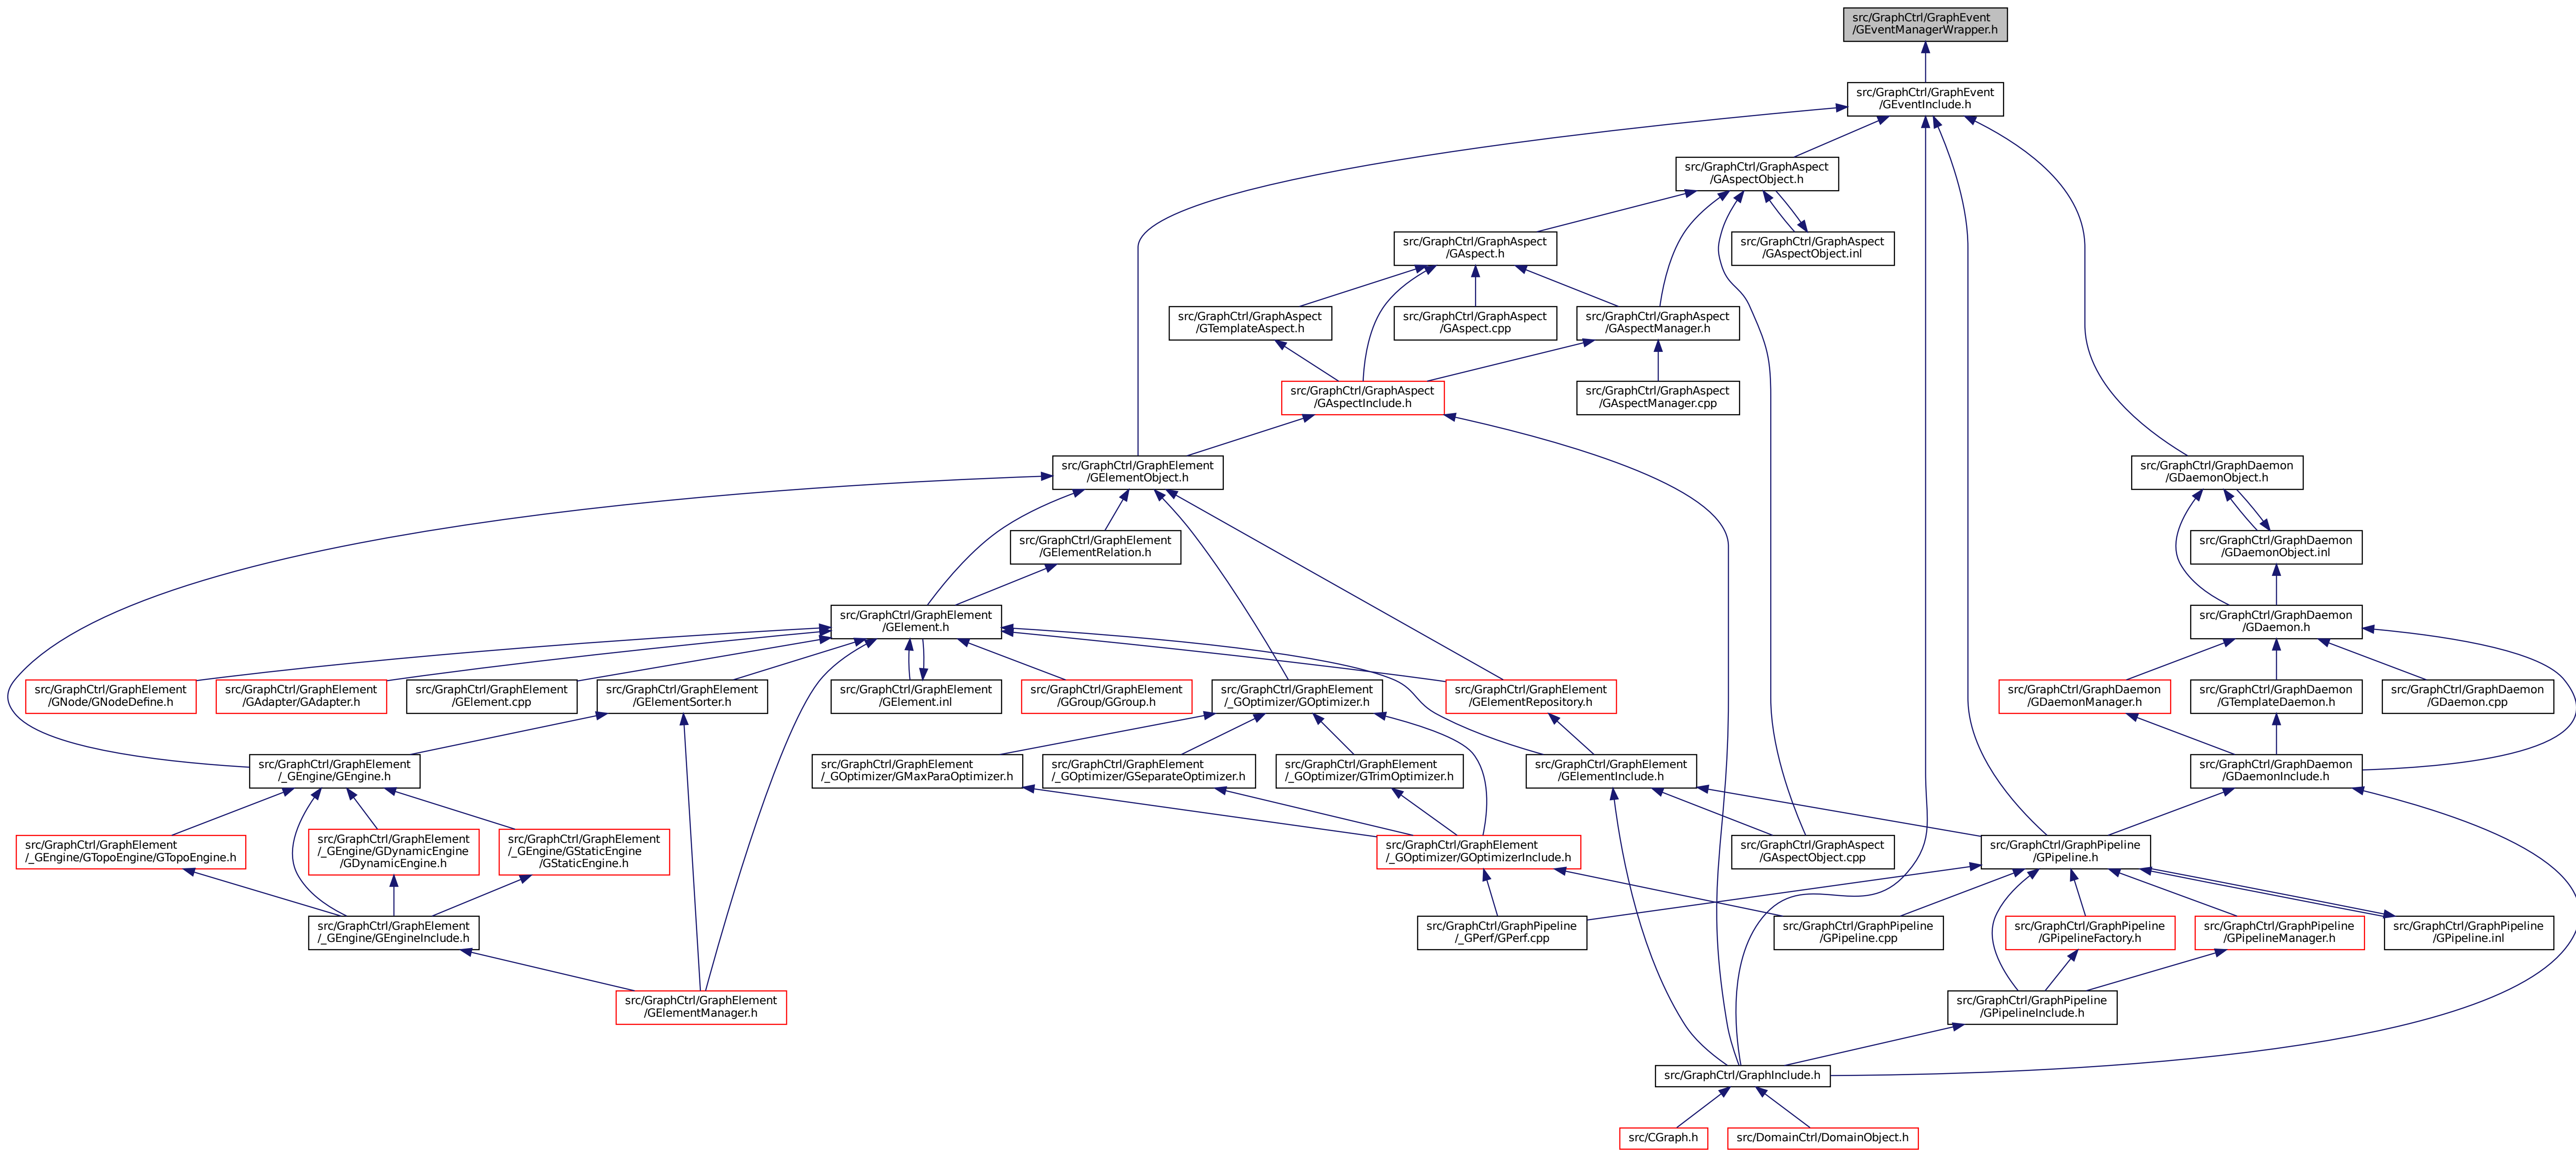 src/GraphCtrl/GraphEvent
/GEventManagerWrapper.h
src/GraphCtrl/GraphEvent
/GEventInclude.h
src/GraphCtrl/GraphAspect
/GAspectObject.h
src/GraphCtrl/GraphAspect
/GAspect.h
src/GraphCtrl/GraphAspect
/GAspectObject.inl
src/GraphCtrl/GraphAspect
/GTemplateAspect.h
src/GraphCtrl/GraphAspect
/GAspect.cpp
src/GraphCtrl/GraphAspect
/GAspectManager.h
src/GraphCtrl/GraphAspect
/GAspectInclude.h
src/GraphCtrl/GraphAspect
/GAspectManager.cpp
src/GraphCtrl/GraphElement
/GElementObject.h
src/GraphCtrl/GraphDaemon
/GDaemonObject.h
src/GraphCtrl/GraphElement
/GElementRelation.h
src/GraphCtrl/GraphDaemon
/GDaemonObject.inl
src/GraphCtrl/GraphElement
/GElement.h
src/GraphCtrl/GraphDaemon
/GDaemon.h
src/GraphCtrl/GraphElement
/GNode/GNodeDefine.h
src/GraphCtrl/GraphElement
/GAdapter/GAdapter.h
src/GraphCtrl/GraphElement
/GElement.cpp
src/GraphCtrl/GraphElement
/GElementSorter.h
src/GraphCtrl/GraphElement
/GElement.inl
src/GraphCtrl/GraphElement
/GGroup/GGroup.h
src/GraphCtrl/GraphElement
/_GOptimizer/GOptimizer.h
src/GraphCtrl/GraphElement
/GElementRepository.h
src/GraphCtrl/GraphDaemon
/GDaemonManager.h
src/GraphCtrl/GraphDaemon
/GTemplateDaemon.h
src/GraphCtrl/GraphDaemon
/GDaemon.cpp
src/GraphCtrl/GraphElement
/_GEngine/GEngine.h
src/GraphCtrl/GraphElement
/_GOptimizer/GMaxParaOptimizer.h
src/GraphCtrl/GraphElement
/_GOptimizer/GSeparateOptimizer.h
src/GraphCtrl/GraphElement
/_GOptimizer/GTrimOptimizer.h
src/GraphCtrl/GraphElement
/GElementInclude.h
src/GraphCtrl/GraphDaemon
/GDaemonInclude.h
src/GraphCtrl/GraphElement
/_GEngine/GTopoEngine/GTopoEngine.h
src/GraphCtrl/GraphElement
/_GEngine/GDynamicEngine
/GDynamicEngine.h
src/GraphCtrl/GraphElement
/_GEngine/GStaticEngine
/GStaticEngine.h
src/GraphCtrl/GraphElement
/_GOptimizer/GOptimizerInclude.h
src/GraphCtrl/GraphAspect
/GAspectObject.cpp
src/GraphCtrl/GraphPipeline
/GPipeline.h
src/GraphCtrl/GraphElement
/_GEngine/GEngineInclude.h
src/GraphCtrl/GraphPipeline
/_GPerf/GPerf.cpp
src/GraphCtrl/GraphPipeline
/GPipeline.cpp
src/GraphCtrl/GraphPipeline
/GPipelineFactory.h
src/GraphCtrl/GraphPipeline
/GPipelineManager.h
src/GraphCtrl/GraphPipeline
/GPipeline.inl
src/GraphCtrl/GraphElement
/GElementManager.h
src/GraphCtrl/GraphPipeline
/GPipelineInclude.h
src/GraphCtrl/GraphInclude.h
src/CGraph.h
src/DomainCtrl/DomainObject.h